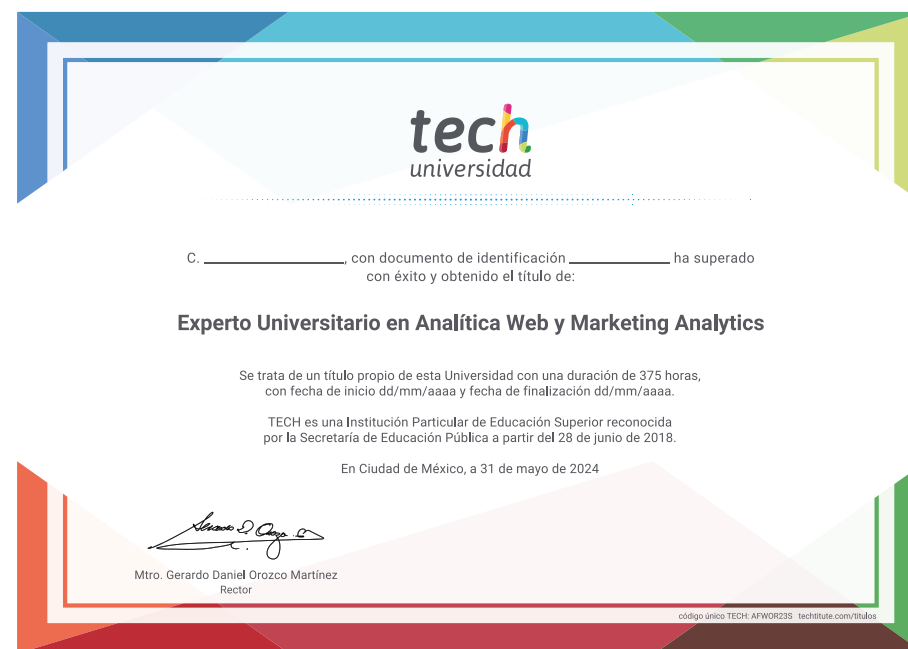 tech
universidad
C. ____________, con documento de identificación ____________ ha superado
con éxito y obtenido el título de:
Experto Universitario en Analítica Web y Marketing Analytics
Se trata de un título propio de esta Universidad con una duración de 375 horas,
con fecha de inicio dd/mm/aaaa y fecha de finalización dd/mm/aaaa.
TECH es una Institución Particular de Educación Superior reconocida
por la Secretaría de Educación Pública a partir del 28 de junio de 2018.
En Ciudad de México, a 31 de mayo de 2024
Mtro. Gerardo Daniel Orozco Martínez
Rector
código único TECH: AFWOR23S techtitute.com/titulos